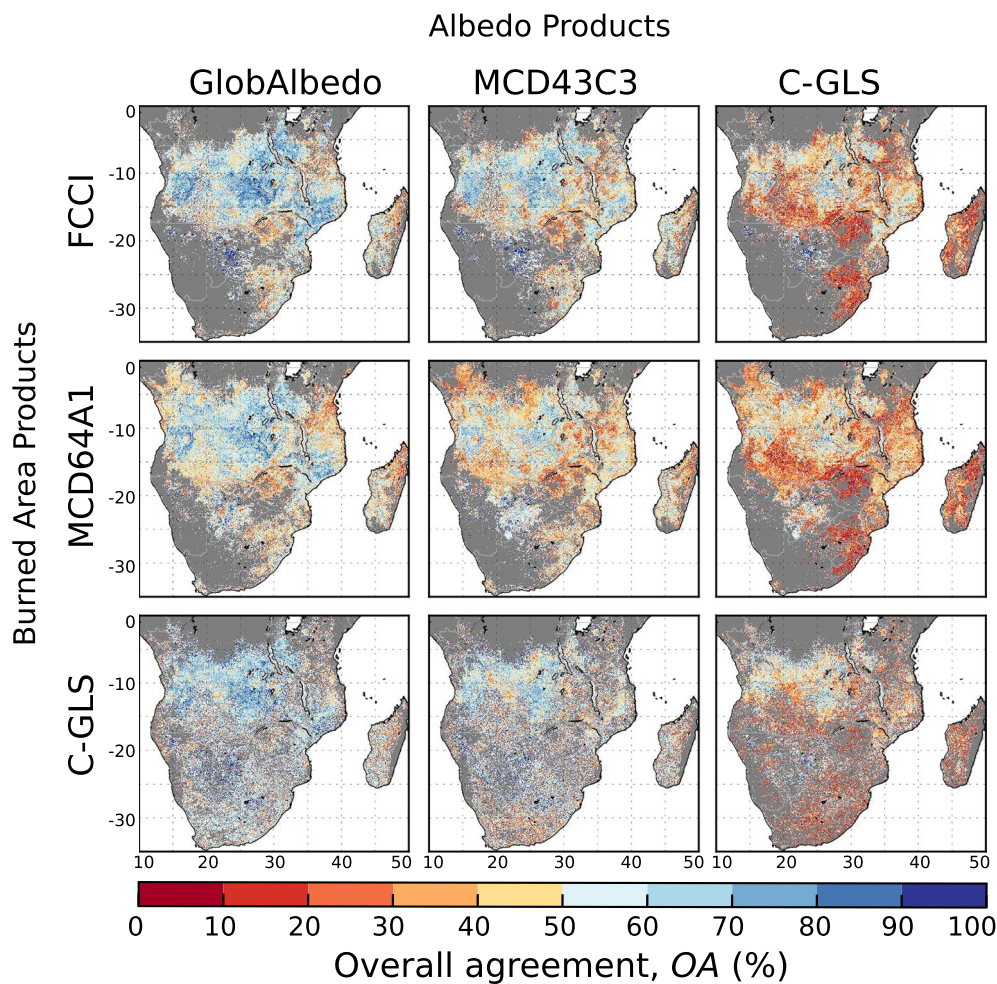 Albedo Products
GlobAlbedo MCD43C3 C-GLS
Burned Area Products
FCCI
0
-10
-20
-30
MCD64A1
0
-10
-20
-30
C-GLS
0
-10
-20
-30
10 20 30 40 50 10 20 30 40 50 10 20 30 40 50
0 10 20 30 40 50 60 70 80 90 100
Overall agreement, OA (%)